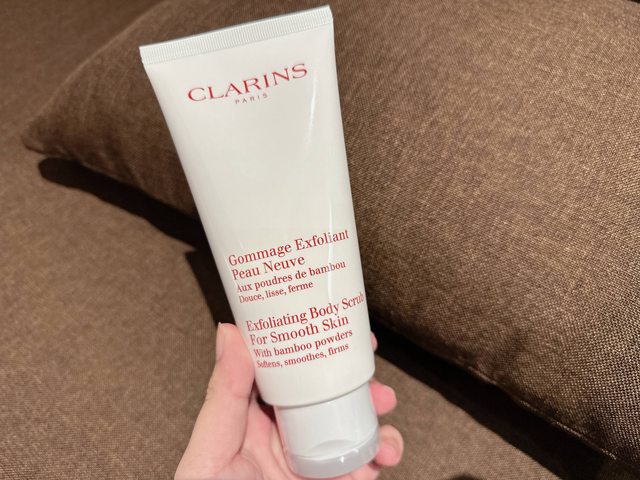 CLARINS
PARIS
Gommage Exfoliant
Peau Neuve
Aux poudres de bambou
Douce, lisse, ferme
Exfoliating Body Scrub
For Smooth Skin
With bamboo powders
Softens, smoothes, firms